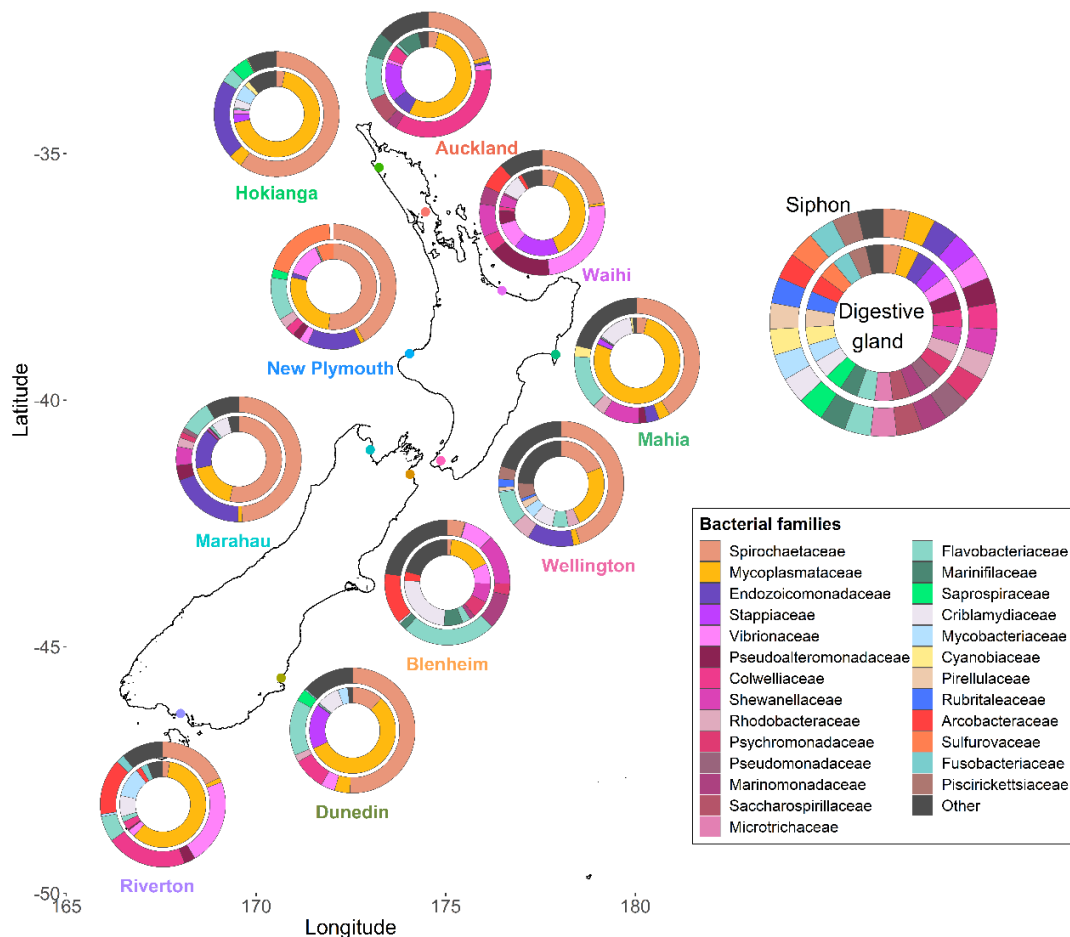 Auckland
Hokianga
Waihi
New Plymouth
Mahia
Marahau
Wellington
Blenheim
Dunedin
Riverton
Siphon
Digestive
gland
Latitude
-35
-40
-45
-50
165
170
175
180
Longitude
Bacterial families
Spirochaetaceae
Mycoplasmataceae
Endozoicomonadaceae
Stappiaceae
Vibrionaceae
Pseudoalteromonadaceae
Colwelliaceae
Shewanellaceae
Rhodobacteraceae
Psychromonadaceae
Pseudomonadaceae
Marinomonadaceae
Saccharospirillaceae
Microtrichaceae
Flavobacteriaceae
Marinifilaceae
Saprospiraceae
Criblamydiaceae
Mycobacteriaceae
Cyanobiaceae
Pirellulaceae
Rubritaleaceae
Arcobacteraceae
Sulfurovaceae
Fusobacteriaceae
Piscirickettsiaceae
Other